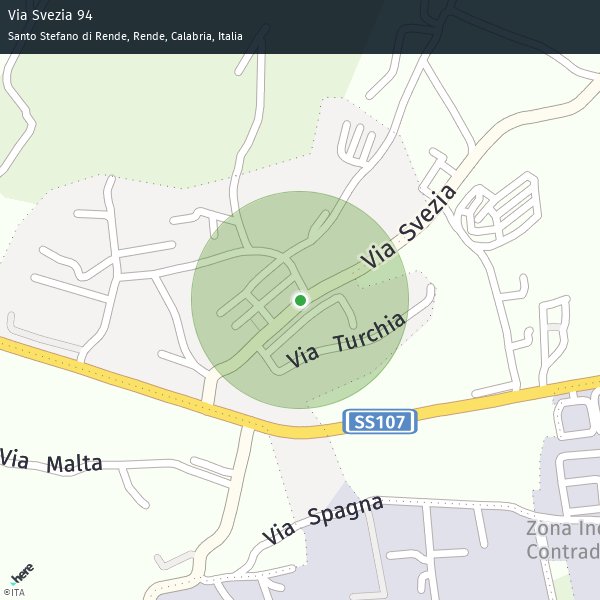 Via Svezia 94
Santo Stefano di Rende, Rende, Calabria, Italia
Via Svezia
Via Turchia
SS107
Via Malta
Via Spagna
Zona
Contrad
here
©ITA